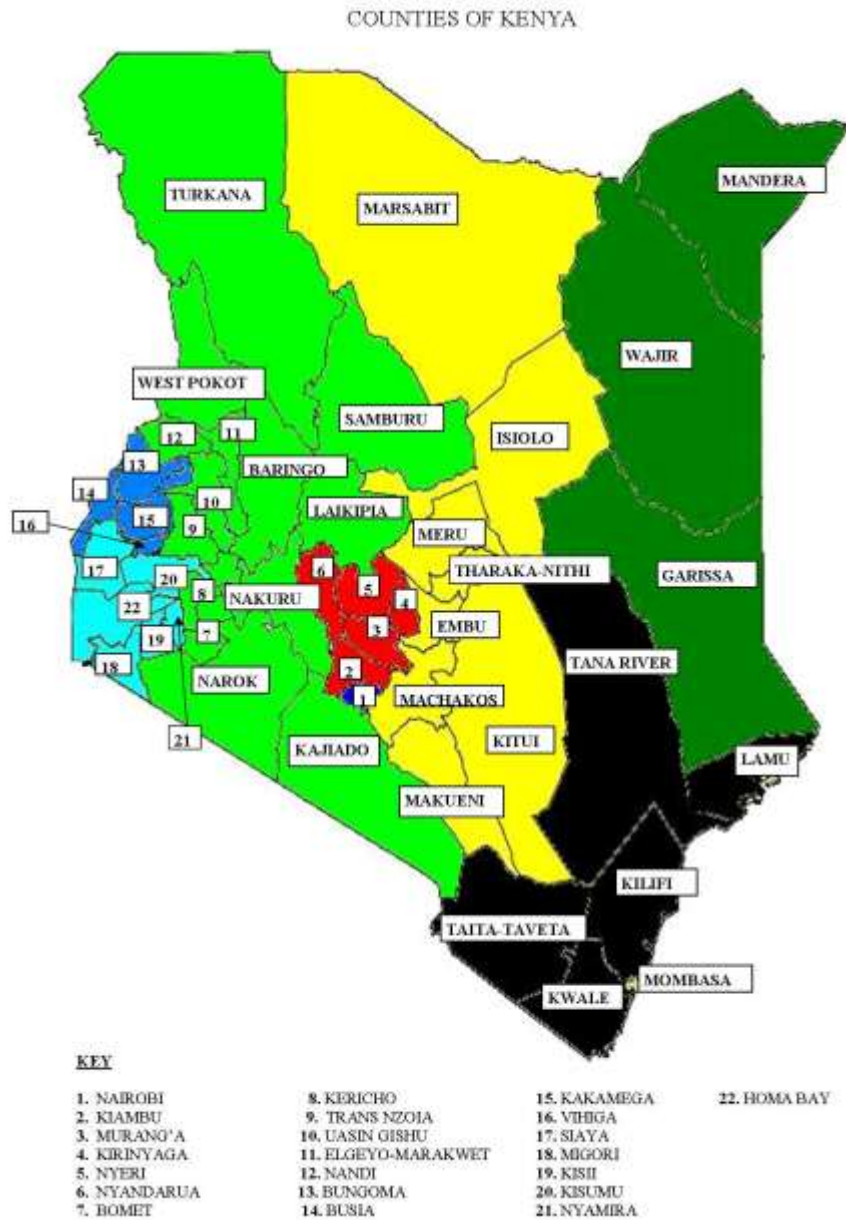 COUNTIES OF KENYA
MANDERA
TURKANA
MARSABIT
WAJIR
WEST POKOT
SAMBURU
11
12
ISIOLO
13
BARINGO
14
10
LAIKIPIA
16
15
9
MERU
6
THARAKA-NITHI
17
20
5
GARISSA
8
NAKURU
4
22
EMBU
3
19
7
TANA RIVER
18
2
NAROK
1
MACHAKOS
21
KAJIADO
KITUI
LAMU
MAKUENI
KILIFI
TAITA-TAVETA
MOMBASA
KWALE
KEY
1. NAIROBI
2. KIAMBU
3. MURANG'A
4. KIRINYAGA
5. NYERI
6. NYANDARUA
7. BOMET
8. KERICHO
9. TRANS NZOIA
10. UASIN GISHU
11. ELGEYO-MARAKWET
12. NANDI
13. BUNGOMA
14. BUSIA
15. KAKAMEGA
16. VIHIGA
17. SIAYA
18. MIGORI
19. KISII
20. KISUMU
21. NYAMIRA
22. HOMA BAY